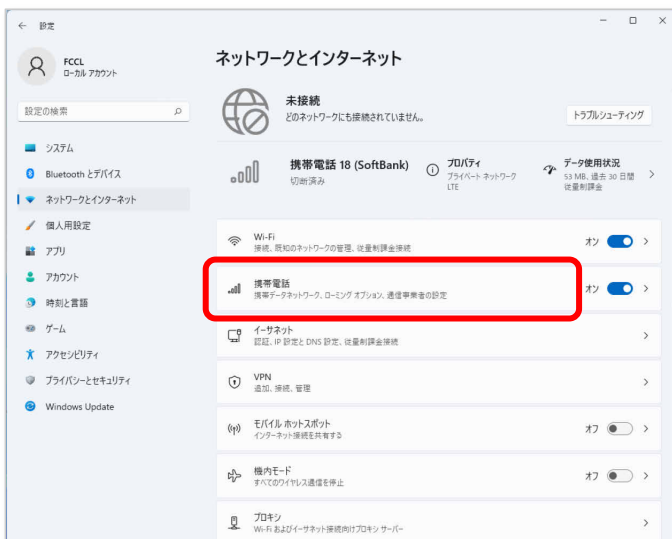 設定
FCCL
ローカル アカウント
設定の検索
システム
Bluetooth とデバイス
ネットワークとインターネット
個人用設定
アプリ
アカウント
時刻と言語
ゲーム
アクセシビリティ
プライバシーとセキュリティ
Windows Update
ネットワークとインターネット
未接続
どのネットワークにも接続されていません。
トラブルシューティング
携帯電話 18 (SoftBank)
切断済み
プロパティ
プライベート ネットワーク
LTE
データ使用状況
53 MB、過去 30 日間
従量制課金
Wi-Fi
接続、既知のネットワークの管理、従量制課金接続
オン
携帯電話
携帯データネットワーク、ローミング オプション、通信事業者の設定
オン
イーサネット
認証、IP 設定と DNS 設定、従量制課金接続
VPN
追加、接続、管理
モバイル ホットスポット
インターネット接続を共有する
オフ
機内モード
すべてのワイヤレス通信を停止
オフ
プロキシ
Wi-Fi およびイーサネット接続向けプロキシ サーバー